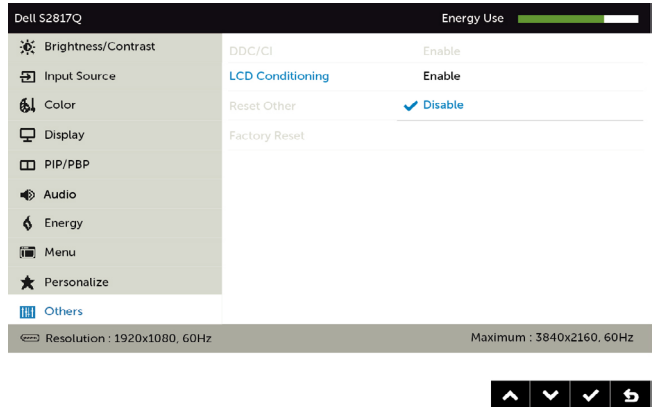 Dell S2817Q Energy Use
Brightness/Contrast DDC/CI Enable
Input Source LCD Conditioning Enable
Color Reset Other Disable
Display Factory Reset
PIP/PBP
Audio
Energy
Menu
Personalize
Others
Resolution : 1920x1080, 60Hz Maximum : 3840x2160, 60Hz